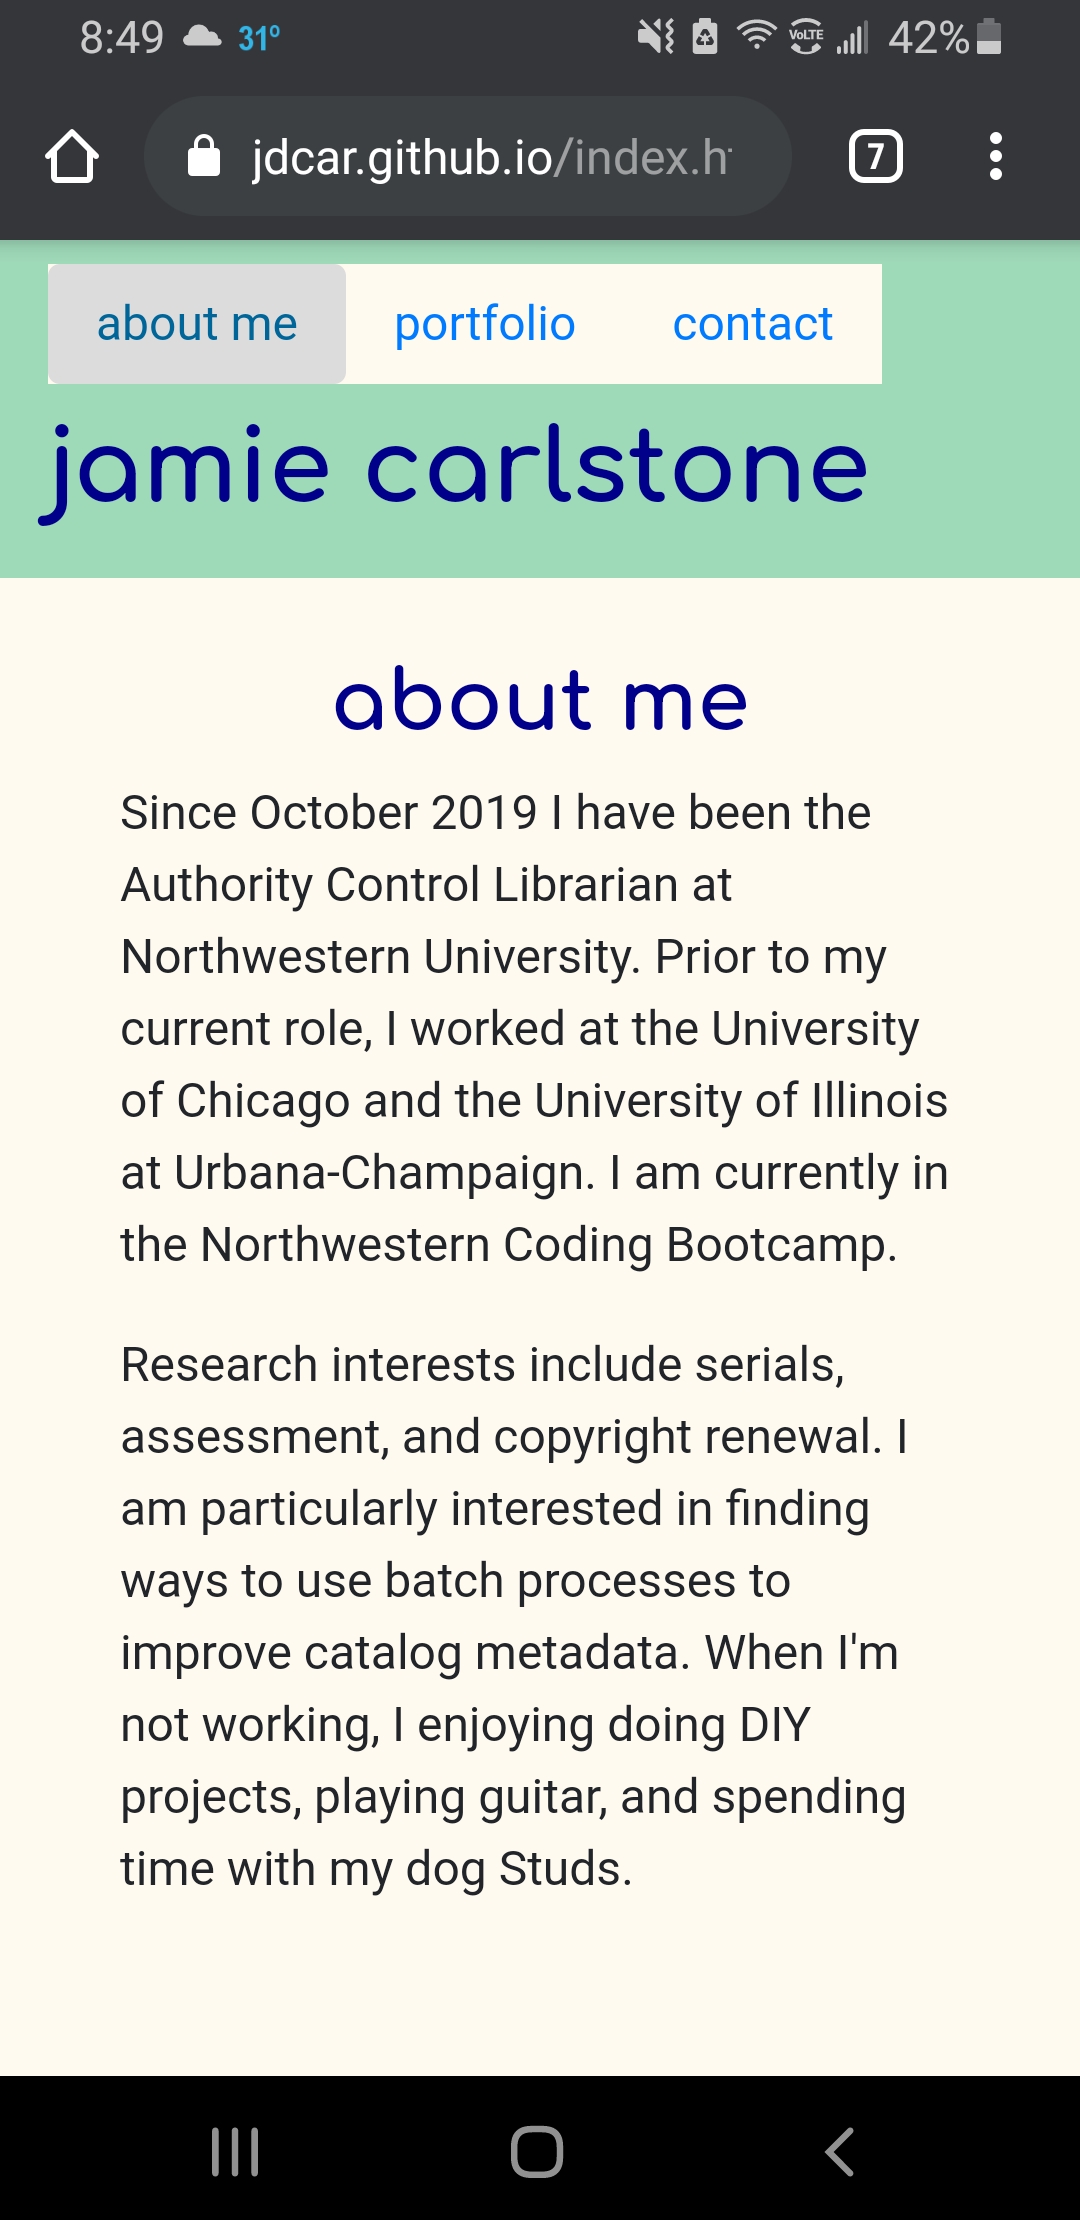 8:49 31° VoLTE 42%
jdcar.github.io/index.h 7
about me portfolio contact
jamie carlstone
about me
Since October 2019 I have been the
Authority Control Librarian at
Northwestern University. Prior to my
current role, I worked at the University
of Chicago and the University of Illinois
at Urbana-Champaign. I am currently in
the Northwestern Coding Bootcamp.
Research interests include serials,
assessment, and copyright renewal. I
am particularly interested in finding
ways to use batch processes to
improve catalog metadata. When I'm
not working, I enjoying doing DIY
projects, playing guitar, and spending
time with my dog Studs.